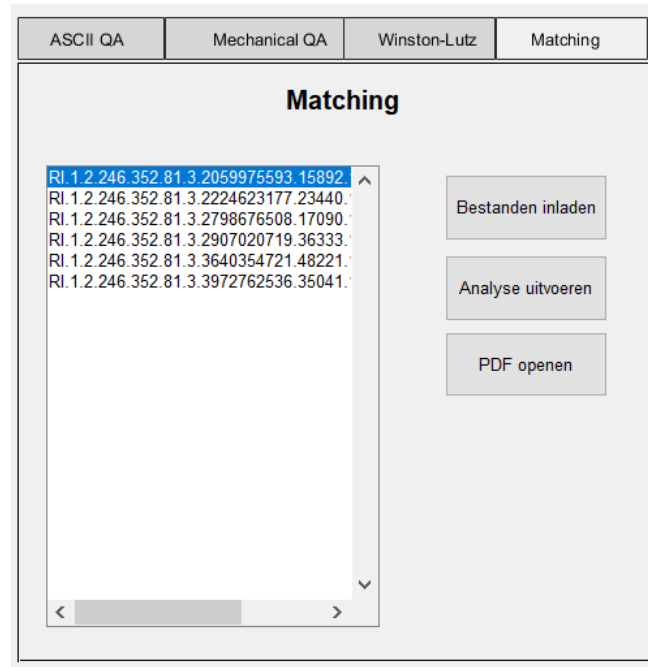 ASCII QA Mechanical QA Winston-Lutz Matching
Matching
RI.1.2.246.352.81.3.2059975593.15892.
RI.1.2.246.352.81.3.2224623177.23440.
RI.1.2.246.352.81.3.2798676508.17090.
RI.1.2.246.352.81.3.2907020719.36333.
RI.1.2.246.352.81.3.3640354721.48221.
RI.1.2.246.352.81.3.3972762536.35041.
Bestanden inladen
Analyse uitvoeren
PDF openen